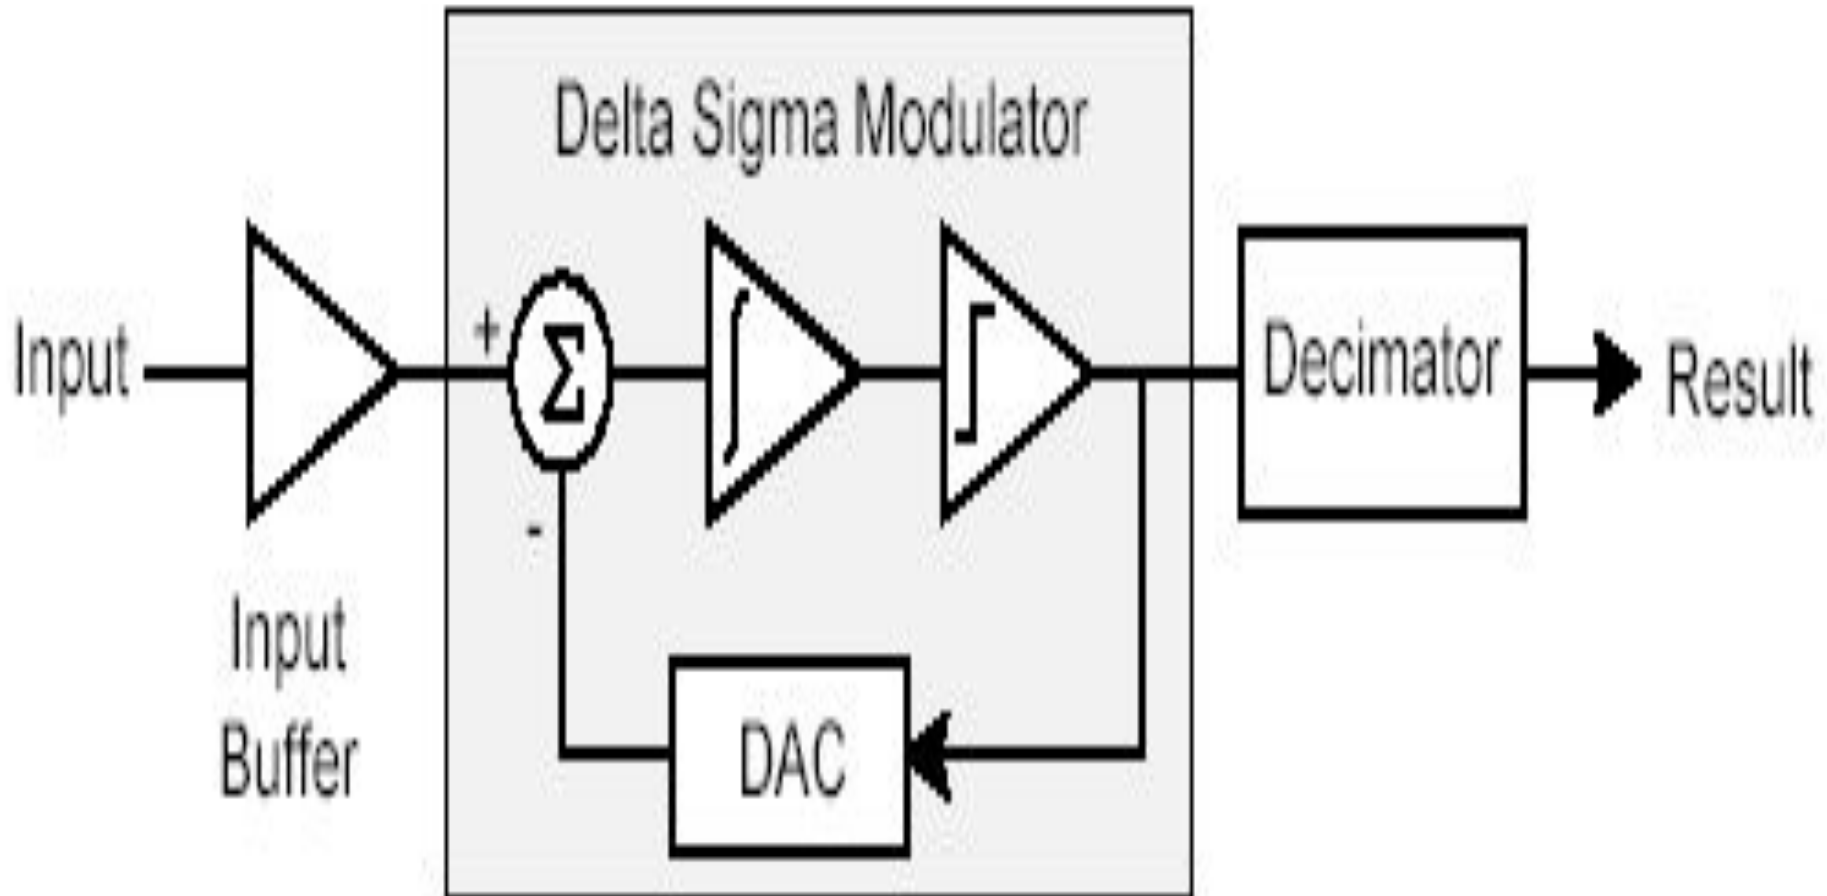 Delta Sigma Modulator
Input
+
Σ
-
∫
Decimator
Result
Input
Buffer
DAC